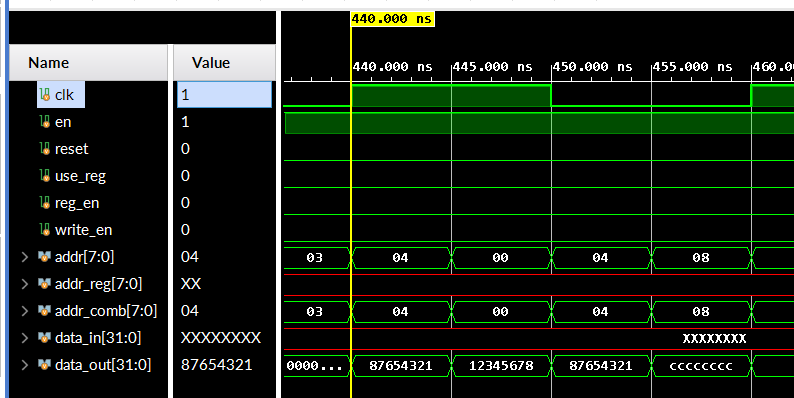 440.000 ns
Name Value 440.000 ns 445.000 ns 450.000 ns 455.000 ns 460.0
clk 1
en 1
reset 0
use_reg 0
reg_en 0
write_en 0
addr[7:0] 04 03 04 00 04 08
addr_reg[7:0] XX
addr_comb[7:0] 04 03 04 00 04 08
data_in[31:0] XXXXXXXX XXXXXXXX
data_out[31:0] 87654321 0000... 87654321 12345678 87654321 cccccccc